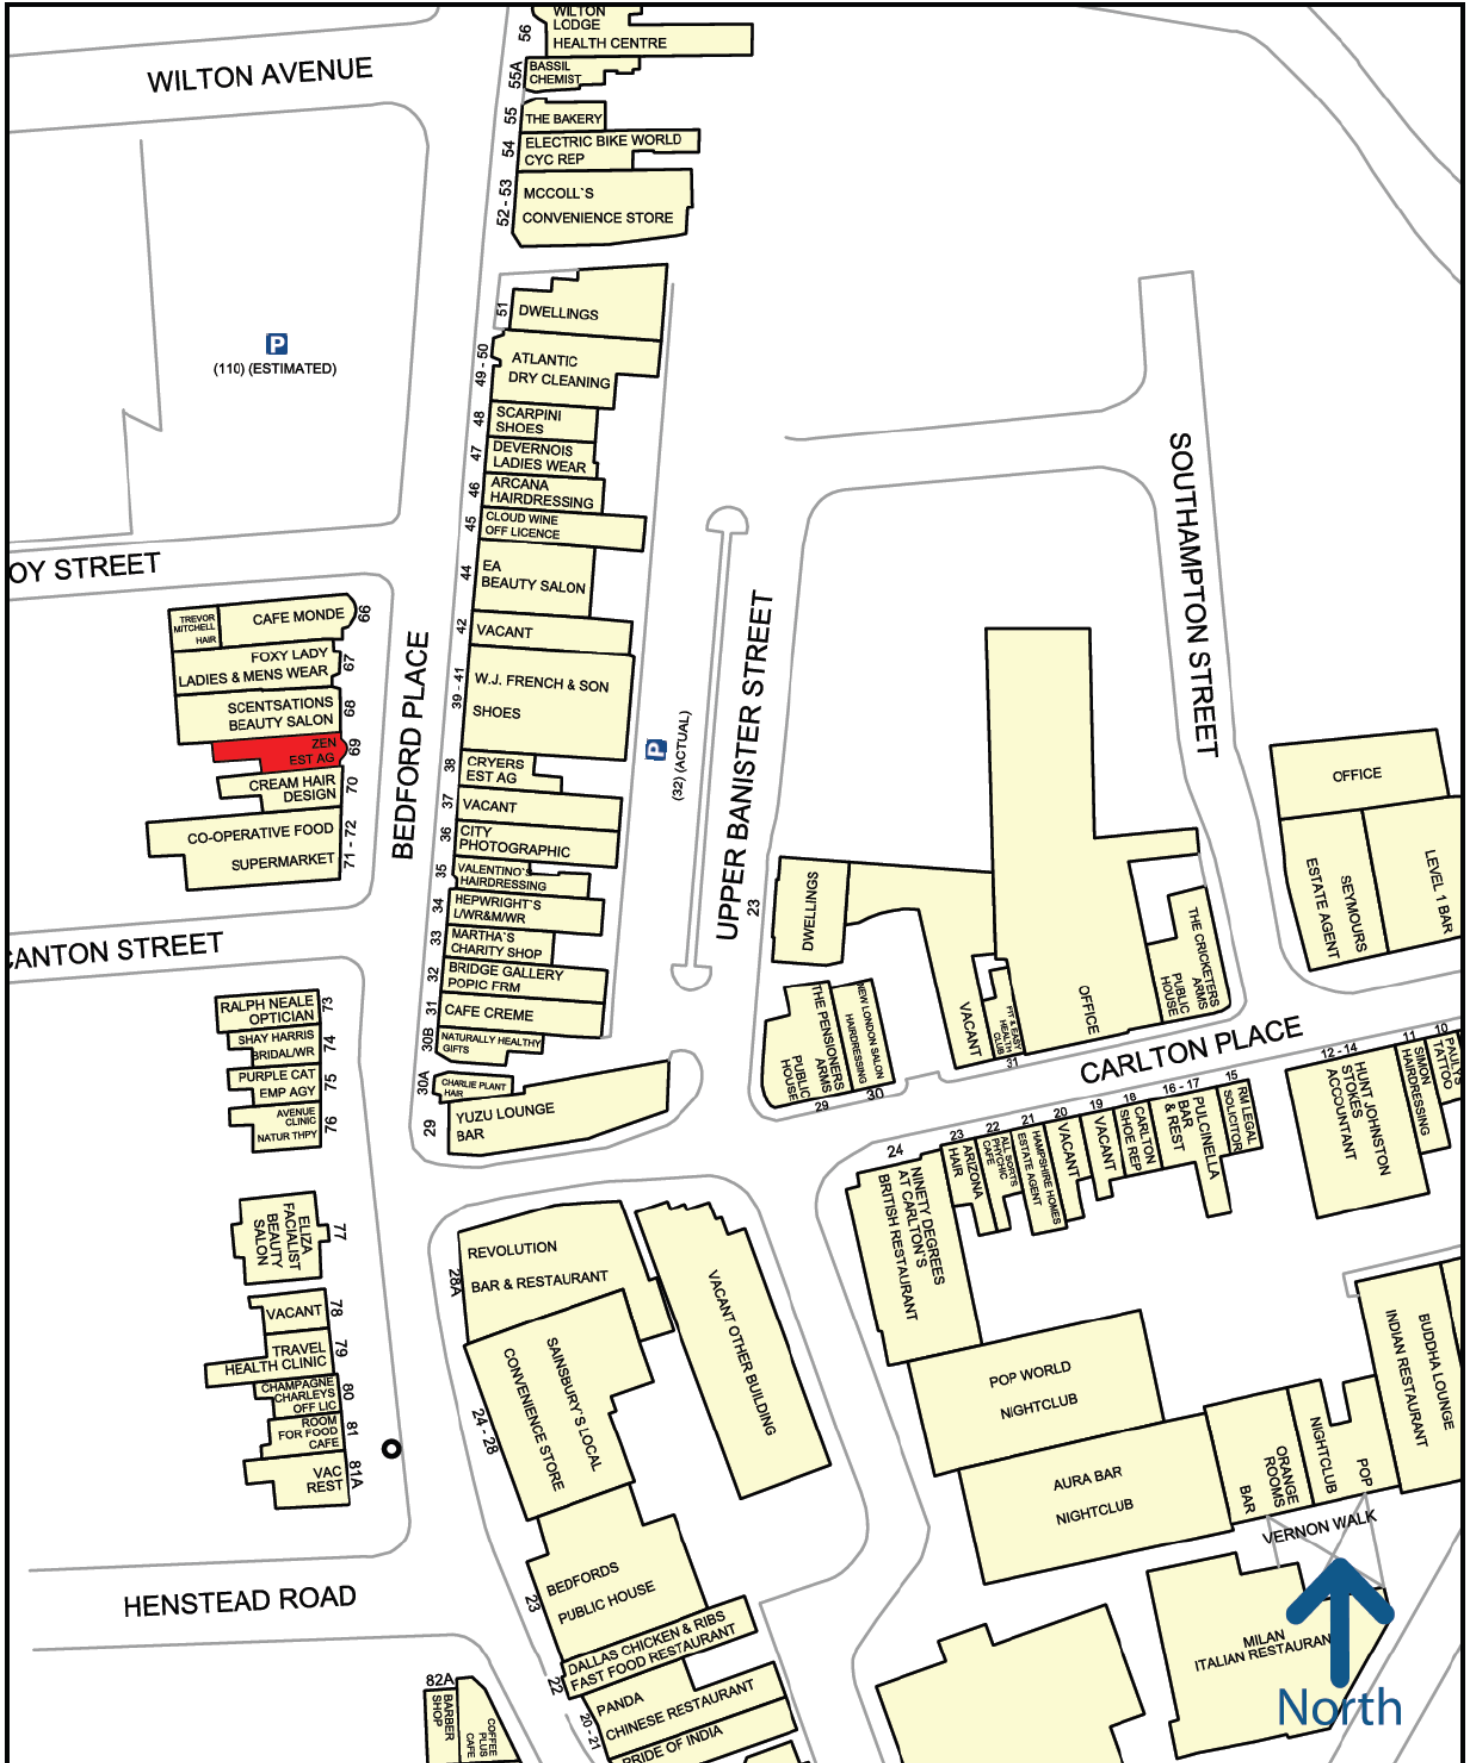 WILTON AVENUE
56
WILTON
LODGE
HEALTH CENTRE
55A
BASSIL
CHEMIST
55
THE BAKERY
54
ELECTRIC BIKE WORLD
CYC REP
52 - 53
MCCOLL`S
CONVENIENCE STORE
51
DWELLINGS
P
(110) (ESTIMATED)
49 - 50
ATLANTIC
DRY CLEANING
48
SCARPINI
SHOES
47
DEVERNOIS
LADIES WEAR
46
ARCANA
HAIRDRESSING
45
CLOUD WINE
OFF LICENCE
44
EA
BEAUTY SALON
42
VACANT
39 - 41
W.J. FRENCH & SON
SHOES
38
CRYERS
EST AG
37
VACANT
36
CITY
PHOTOGRAPHIC
35
VALENTINO`S
HAIRDRESSING
34
HEPWRIGHT`S
L/WR&M/WR
33
MARTHA`S
CHARITY SHOP
32
BRIDGE GALLERY
POPIC FRM
31
CAFE CREME
30B
NATURALLY HEALTHY
GIFTS
30A
CHARLIE PLANT
HAIR
29
YUZU LOUNGE
BAR
OY STREET
TREVOR
MITCHELL
HAIR
CAFE MONDE
66
FOXY LADY
LADIES & MENS WEAR
67
SCENTSATIONS
BEAUTY SALON
68
ZEN
EST AG
69
CREAM HAIR
DESIGN
70
CO-OPERATIVE FOOD
SUPERMARKET
71 - 72
BEDFORD PLACE
P
(32) (ACTUAL)
UPPER BANISTER STREET
SOUTHAMPTON STREET
CANTON STREET
RALPH NEALE
OPTICIAN
73
SHAY HARRIS
BRIDAL/WR
74
PURPLE CAT
EMP AGY
75
AVENUE
CLINIC
NATUR THPY
76
ELIZA
FACIALIST
BEAUTY
SALON
77
VACANT
78
TRAVEL
HEALTH CLINIC
79
CHAMPAGNE
CHARLEYS
OFF LIC
80
ROOM
FOR FOOD
CAFE
81
VAC
REST
81A
HENSTEAD ROAD
82A
BARBER
SHOP
COFFEE
PLUS
CAFE
23
DWELLINGS
THE PENSIONERS
ARMS
PUBLIC
HOUSE
29
NEW LONDON SALON
HAIRDRESSING
30
VACANT
FIT & EASY
HEALTH
CLUB
31
OFFICE
THE CRICKETERS
ARMS
PUBLIC
HOUSE
OFFICE
SEYMOURS
ESTATE AGENT
LEVEL 1 BAR
CARLTON PLACE
24
NINETY DEGREES
AT CARLTON'S
BRITISH RESTAURANT
23
ARIZONA
HAIR
22
ALL SORTS
PHYCHIC
CAFE
21
HAMPSHIRE HOMES
ESTATE AGENT
20
VACANT
19
VACANT
18
CARLTON
SHOE REP
16 - 17
PULCINELLA
BAR
& REST
15
RM LEGAL
SOLICITOR
12 - 14
HUNT JOHNSTON
STOKES
ACCOUNTANT
11
SIMON
HAIRDRESSING
10
PAULY'S
TATTOO
28A
REVOLUTION
BAR & RESTAURANT
24 - 28
SAINSBURY`S LOCAL
CONVENIENCE STORE
VACANT OTHER BUILDING
POP WORLD
NIGHTCLUB
AURA BAR
NIGHTCLUB
ORANGE
ROOMS
BAR
POP
NIGHTCLUB
BUDDHA LOUNGE
INDIAN RESTAURANT
VERNON WALK
23
BEDFORDS
PUBLIC HOUSE
22
DALLAS CHICKEN & RIBS
FAST FOOD RESTAURANT
20 - 21
PANDA
CHINESE RESTAURANT
PRIDE OF INDIA
MILAN
ITALIAN RESTAURAN
North